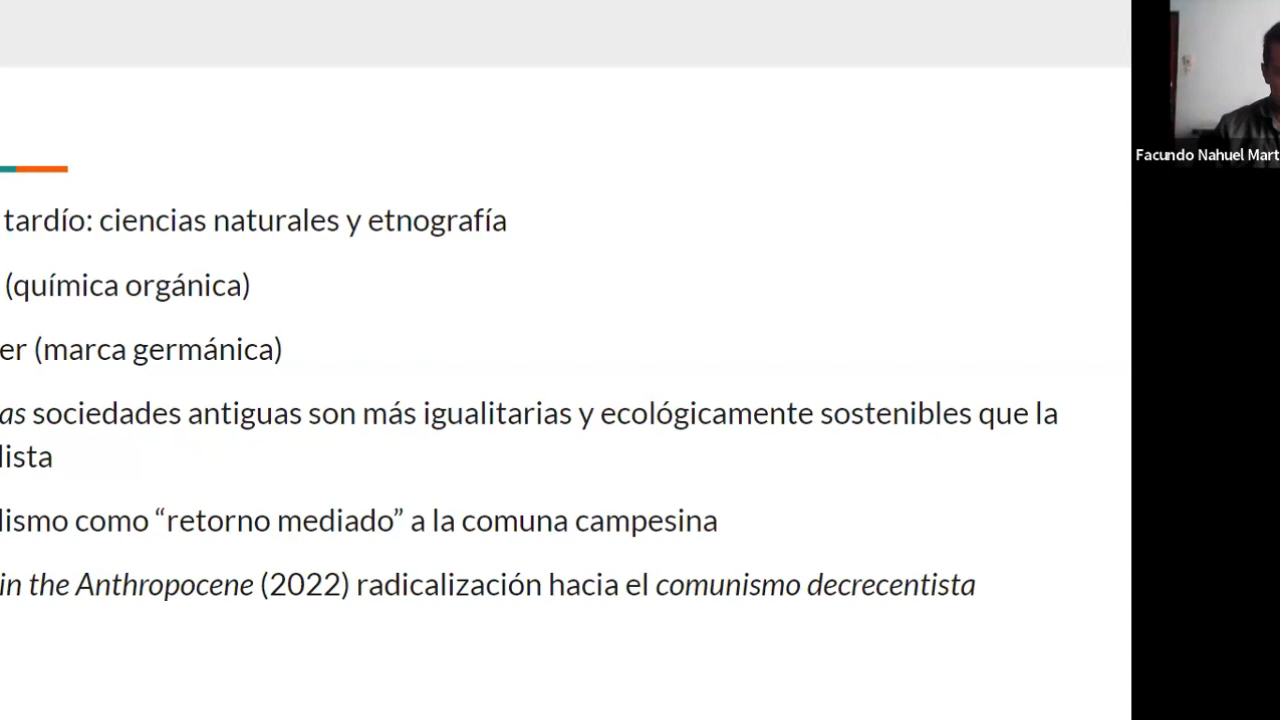 tardío: ciencias naturales y etnografía
(química orgánica)
er (marca germánica)
as sociedades antiguas son más igualitarias y ecológicamente sostenibles que la
lista
lismo como “retorno mediado” a la comuna campesina
in the Anthropocene (2022) radicalización hacia el comunismo decrecentista
Facundo Nahuel Mart